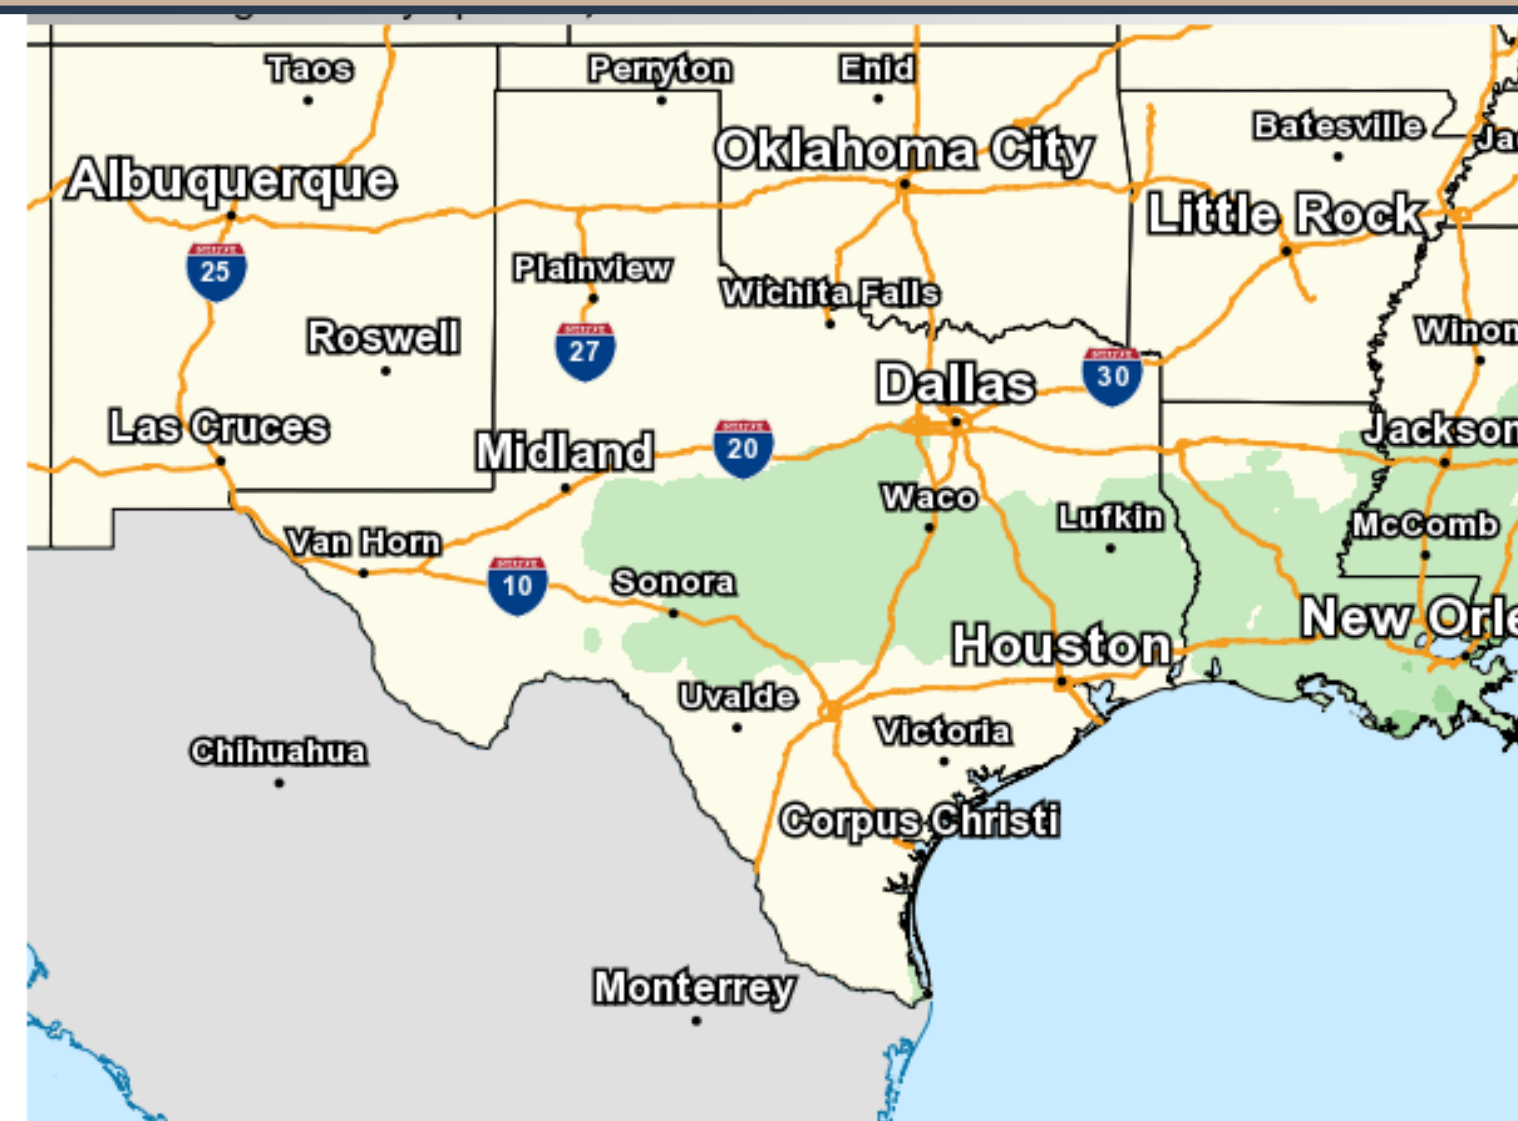 Taos
Perryton
Enid
Batesville
Oklahoma City
Albuquerque
Little Rock
25
Plainview
Wichita Falls
Roswell
27
Winon
30
Dallas
Las Cruces
Midland
20
Jackson
Waco
Lufkin
McComb
Van Horn
10
Sonora
New Orle
Houston
Uvalde
Victoria
Chihuahua
Corpus Christi
Monterrey